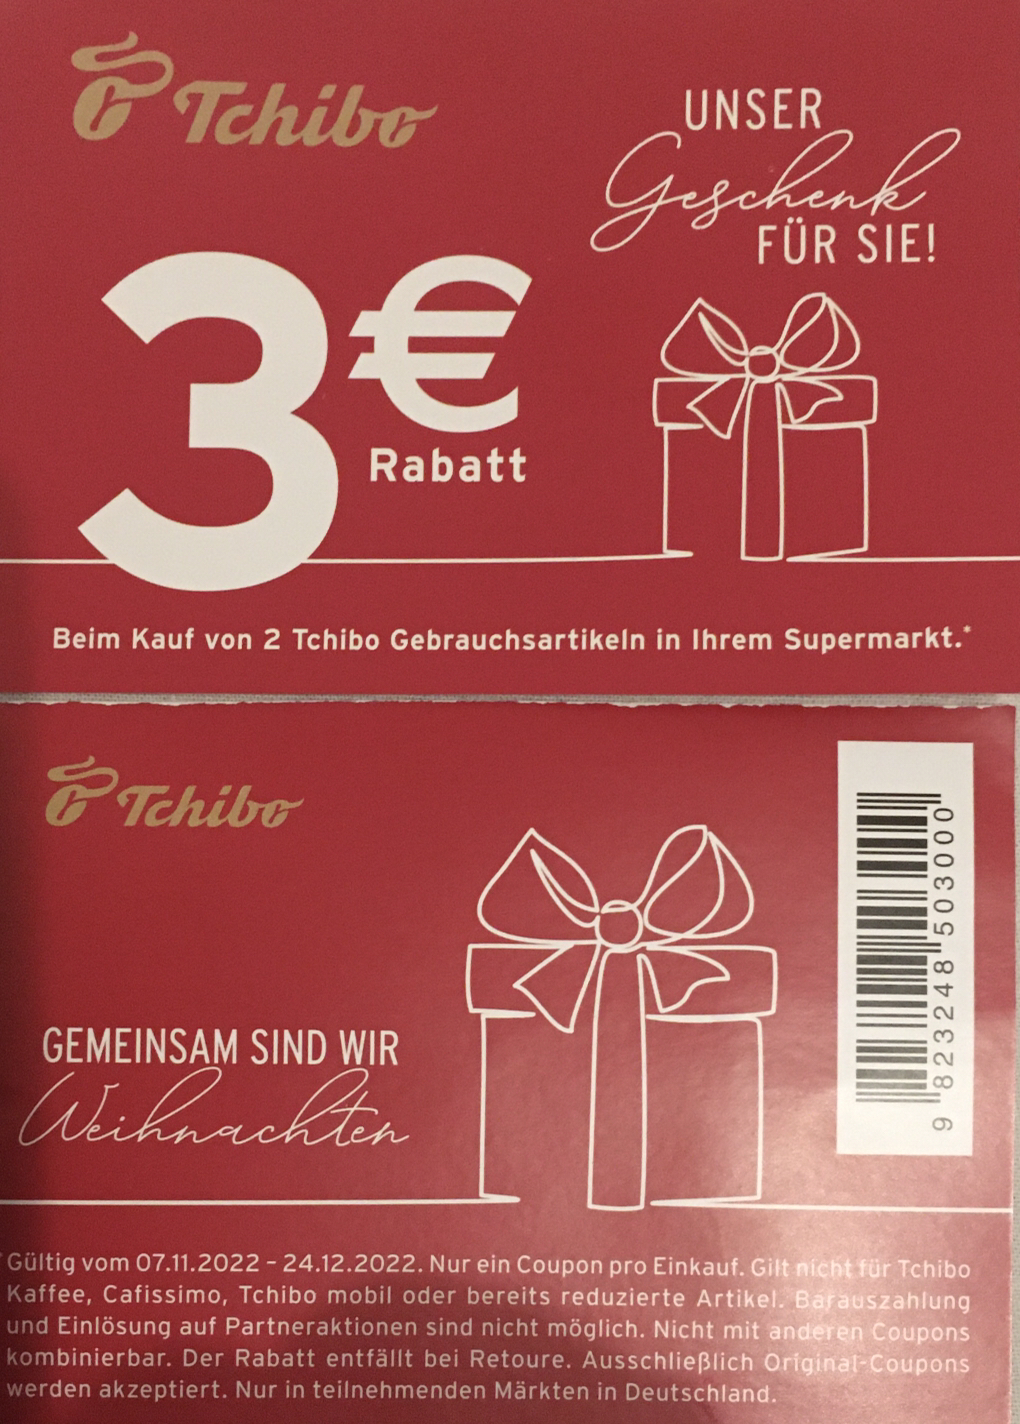 Tchibo
UNSER
Geschenk
FÜR SIE!
3€
Rabatt
Beim Kauf von 2 Tchibo Gebrauchsartikeln in Ihrem Supermarkt.*
Tchibo
GEMEINSAM SIND WIR
Weihnachten
9 823248 503000
*Gültig vom 07.11.2022 – 24.12.2022. Nur ein Coupon pro Einkauf. Gilt nicht für Tchibo
Kaffee, Cafissimo, Tchibo mobil oder bereits reduzierte Artikel. Barauszahlung
und Einlösung auf Partneraktionen sind nicht möglich. Nicht mit anderen Coupons
kombinierbar. Der Rabatt entfällt bei Retoure. Ausschließlich Original-Coupons
werden akzeptiert. Nur in teilnehmenden Märkten in Deutschland.